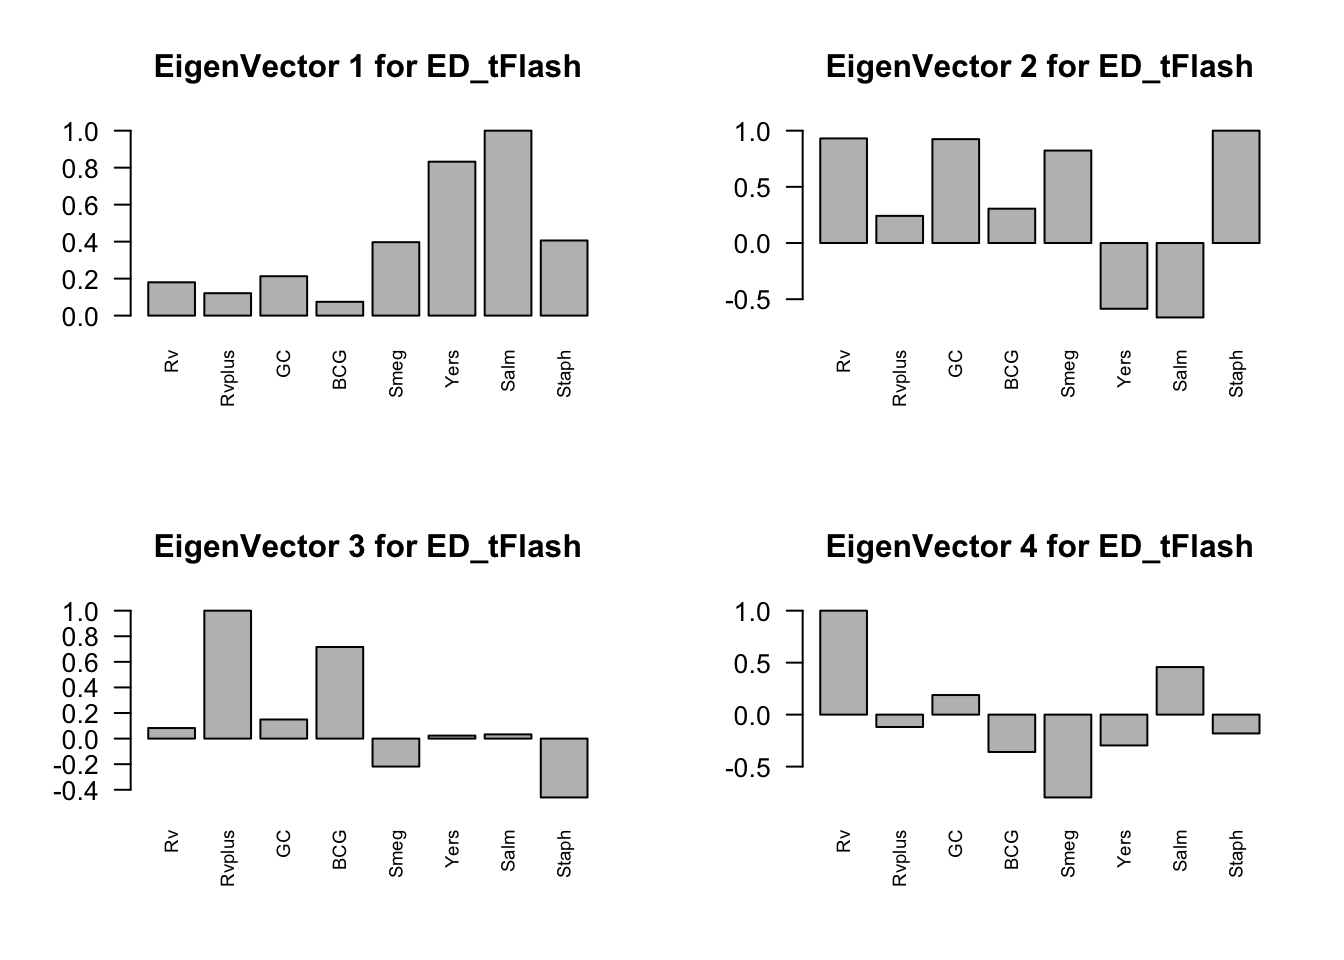 EigenVector 1 for ED_tFlash
1.0
0.8
0.6
0.4
0.2
0.0
Rv
Rvplus
GC
BCG
Smeg
Yers
Salm
Staph
EigenVector 2 for ED_tFlash
1.0
0.5
0.0
-0.5
Rv
Rvplus
GC
BCG
Smeg
Yers
Salm
Staph
EigenVector 3 for ED_tFlash
1.0
0.8
0.6
0.4
0.2
0.0
-0.2
-0.4
Rv
Rvplus
GC
BCG
Smeg
Yers
Salm
Staph
EigenVector 4 for ED_tFlash
1.0
0.5
0.0
-0.5
Rv
Rvplus
GC
BCG
Smeg
Yers
Salm
Staph